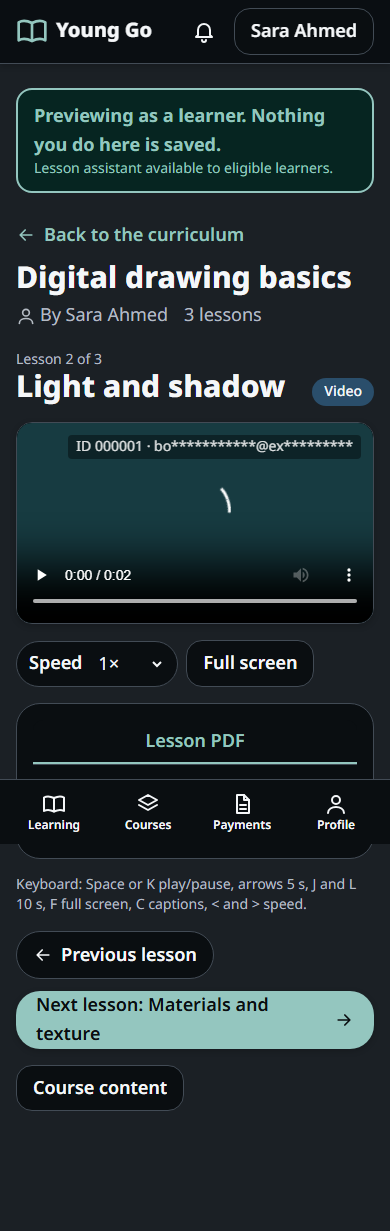 Young Go
Sara Ahmed
Previewing as a learner. Nothing
you do here is saved.
Lesson assistant available to eligible learners.
Back to the curriculum
Digital drawing basics
By Sara Ahmed 3 lessons
Lesson 2 of 3
Light and shadow
Video
ID 000001 · bo***********@ex*********
0:00 / 0:02
Speed 1×
Full screen
Lesson PDF
Learning
Courses
Payments
Profile
Keyboard: Space or K play/pause, arrows 5 s, J and L
10 s, F full screen, C captions, < and > speed.
Previous lesson
Next lesson: Materials and
texture
Course content